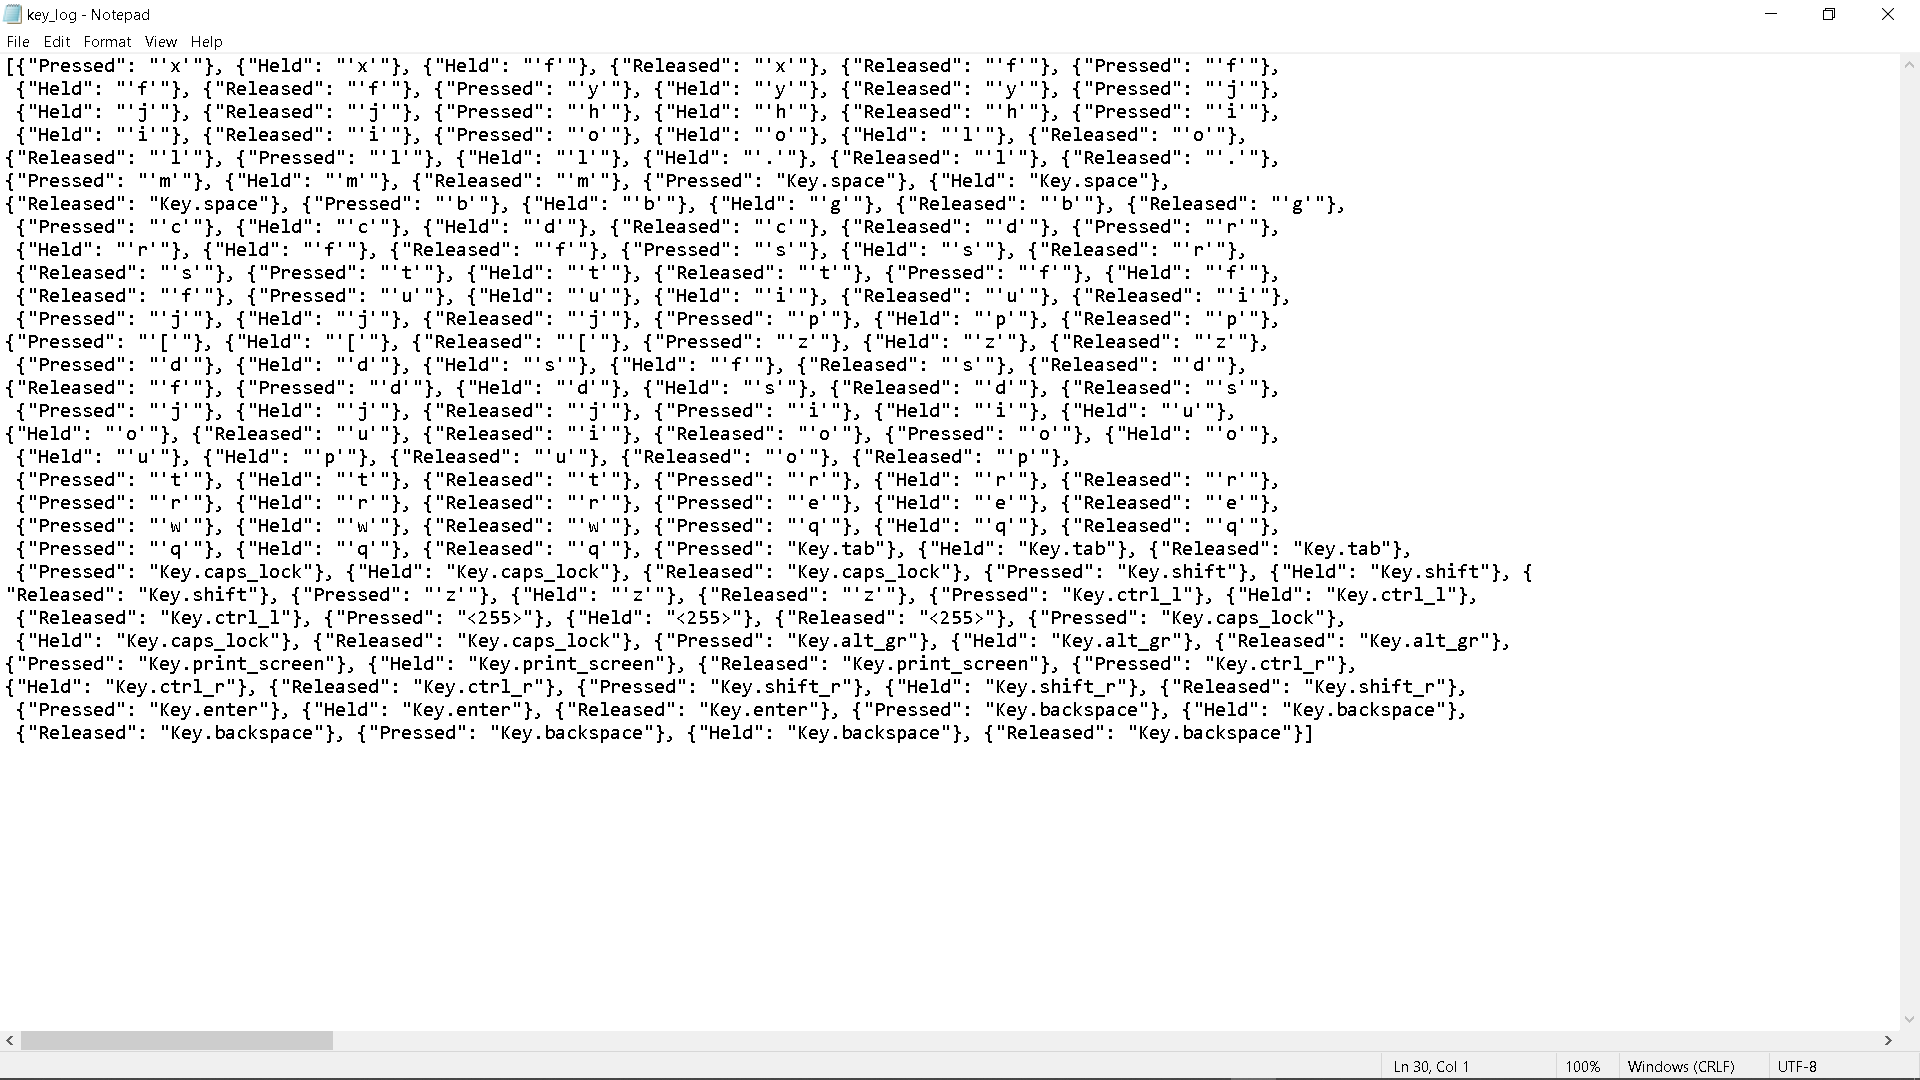 key_log - Notepad
File Edit Format View Help
[{"Pressed": "'x'"}, {"Held": "'x'"}, {"Held": "'f'"}, {"Released": "'x'"}, {"Released": "'f'"}, {"Pressed": "'f'"},
{"Held": "'f'"}, {"Released": "'f'"}, {"Pressed": "'y'"}, {"Held": "'y'"}, {"Released": "'y'"}, {"Pressed": "'j'"},
{"Held": "'j'"}, {"Released": "'j'"}, {"Pressed": "'h'"}, {"Held": "'h'"}, {"Released": "'h'"}, {"Pressed": "'i'"},
{"Held": "'i'"}, {"Released": "'i'"}, {"Pressed": "'o'"}, {"Held": "'o'"}, {"Held": "'l'"}, {"Released": "'o'"},
{"Released": "'l'"}, {"Pressed": "'l'"}, {"Held": "'l'"}, {"Held": "'.'"}, {"Released": "'l'"}, {"Released": "'.'"},
{"Pressed": "'m'"}, {"Held": "'m'"}, {"Released": "'m'"}, {"Pressed": "Key.space"}, {"Held": "Key.space"},
{"Released": "Key.space"}, {"Pressed": "'b'"}, {"Held": "'b'"}, {"Held": "'g'"}, {"Released": "'b'"}, {"Released": "'g'"},
{"Pressed": "'c'"}, {"Held": "'c'"}, {"Held": "'d'"}, {"Released": "'c'"}, {"Released": "'d'"}, {"Pressed": "'r'"},
{"Held": "'r'"}, {"Held": "'f'"}, {"Released": "'f'"}, {"Pressed": "'s'"}, {"Held": "'s'"}, {"Released": "'r'"},
{"Released": "'s'"}, {"Pressed": "'t'"}, {"Held": "'t'"}, {"Released": "'t'"}, {"Pressed": "'f'"}, {"Held": "'f'"},
{"Released": "'f'"}, {"Pressed": "'u'"}, {"Held": "'u'"}, {"Held": "'i'"}, {"Released": "'u'"}, {"Released": "'i'"},
{"Pressed": "'j'"}, {"Held": "'j'"}, {"Released": "'j'"}, {"Pressed": "'p'"}, {"Held": "'p'"}, {"Released": "'p'"},
{"Pressed": "'['"}, {"Held": "'['"}, {"Released": "'['"}, {"Pressed": "'z'"}, {"Held": "'z'"}, {"Released": "'z'"},
{"Pressed": "'d'"}, {"Held": "'d'"}, {"Held": "'s'"}, {"Held": "'f'"}, {"Released": "'s'"}, {"Released": "'d'"},
{"Released": "'f'"}, {"Pressed": "'d'"}, {"Held": "'d'"}, {"Held": "'s'"}, {"Released": "'d'"}, {"Released": "'s'"},
{"Pressed": "'j'"}, {"Held": "'j'"}, {"Released": "'j'"}, {"Pressed": "'i'"}, {"Held": "'i'"}, {"Held": "'u'"},
{"Held": "'o'"}, {"Released": "'u'"}, {"Released": "'i'"}, {"Released": "'o'"}, {"Pressed": "'o'"}, {"Held": "'o'"},
{"Held": "'u'"}, {"Held": "'p'"}, {"Released": "'u'"}, {"Released": "'o'"}, {"Released": "'p'"},
{"Pressed": "'t'"}, {"Held": "'t'"}, {"Released": "'t'"}, {"Pressed": "'r'"}, {"Held": "'r'"}, {"Released": "'r'"},
{"Pressed": "'r'"}, {"Held": "'r'"}, {"Released": "'r'"}, {"Pressed": "'e'"}, {"Held": "'e'"}, {"Released": "'e'"},
{"Pressed": "'w'"}, {"Held": "'w'"}, {"Released": "'w'"}, {"Pressed": "'q'"}, {"Held": "'q'"}, {"Released": "'q'"},
{"Pressed": "'q'"}, {"Held": "'q'"}, {"Released": "'q'"}, {"Pressed": "Key.tab"}, {"Held": "Key.tab"}, {"Released": "Key.tab"},
{"Pressed": "Key.caps_lock"}, {"Held": "Key.caps_lock"}, {"Released": "Key.caps_lock"}, {"Pressed": "Key.shift"}, {"Held": "Key.shift"}, {
"Released": "Key.shift"}, {"Pressed": "'z'"}, {"Held": "'z'"}, {"Released": "'z'"}, {"Pressed": "Key.ctrl_l"}, {"Held": "Key.ctrl_l"},
{"Released": "Key.ctrl_l"}, {"Pressed": "<255>"}, {"Held": "<255>"}, {"Released": "<255>"}, {"Pressed": "Key.caps_lock"},
{"Held": "Key.caps_lock"}, {"Released": "Key.caps_lock"}, {"Pressed": "Key.alt_gr"}, {"Held": "Key.alt_gr"}, {"Released": "Key.alt_gr"},
{"Pressed": "Key.print_screen"}, {"Held": "Key.print_screen"}, {"Released": "Key.print_screen"}, {"Pressed": "Key.ctrl_r"},
{"Held": "Key.ctrl_r"}, {"Released": "Key.ctrl_r"}, {"Pressed": "Key.shift_r"}, {"Held": "Key.shift_r"}, {"Released": "Key.shift_r"},
{"Pressed": "Key.enter"}, {"Held": "Key.enter"}, {"Released": "Key.enter"}, {"Pressed": "Key.backspace"}, {"Held": "Key.backspace"},
{"Released": "Key.backspace"}, {"Pressed": "Key.backspace"}, {"Held": "Key.backspace"}, {"Released": "Key.backspace"}]
Ln 30, Col 1 100% Windows (CRLF) UTF-8